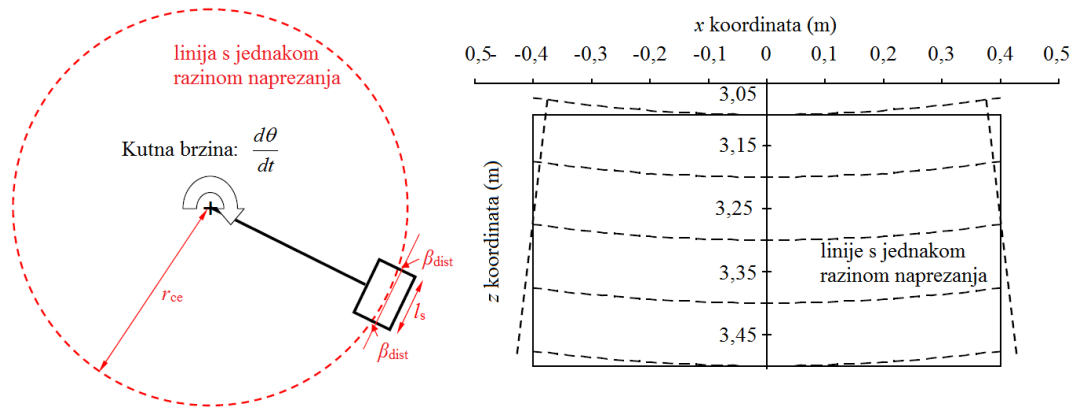 linija s jednakom
razinom naprezanja
Kutna brzina: dθ
dt
r_ce
β_dist
l_s
β_dist
x koordinata (m)
0,5- -0,4 -0,3 -0,2 -0,1 0 0,1 0,2 0,3 0,4 0,5
3,05
3,15
3,25
3,35
3,45
z koordinata (m)
linije s jednakom
razinom naprezanja